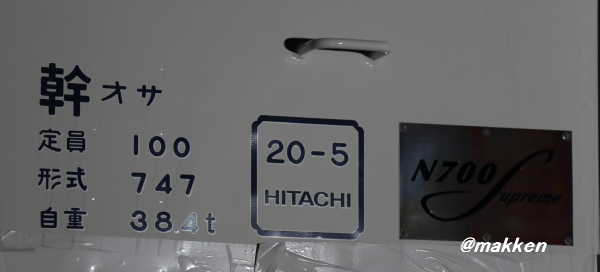 幹オサ
定員 100
形式 747
自重 38.4t
20-5
HITACHI
N700 Supreme
@makken